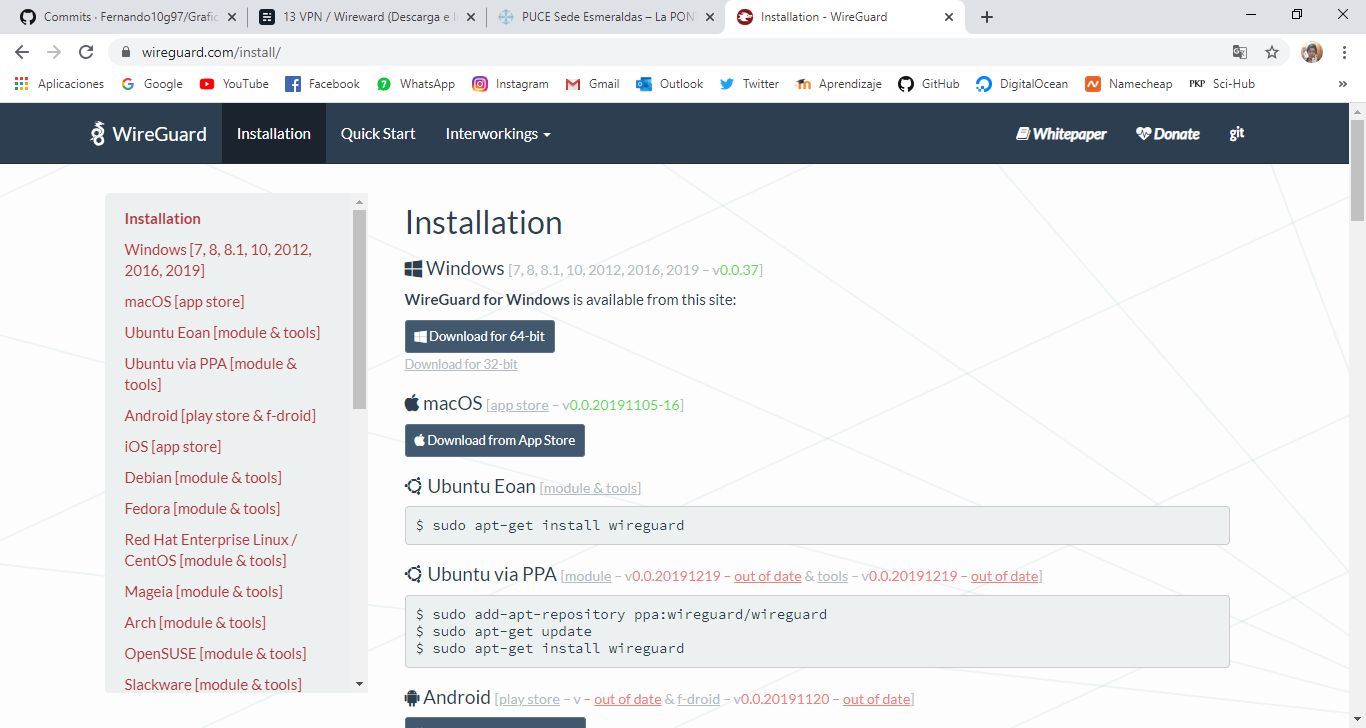 Commits · Fernando10g97/Grafic
13 VPN / Wireward (Descarga e I
PUCE Sede Esmeraldas – La PON
Installation - WireGuard
wireguard.com/install/
Aplicaciones
Google
YouTube
Facebook
WhatsApp
Instagram
Gmail
Outlook
Twitter
Aprendizaje
GitHub
DigitalOcean
Namecheap
PKP Sci-Hub
WireGuard
Installation
Quick Start
Interworkings
Whitepaper
Donate
git
Installation
Windows [7, 8, 8.1, 10, 2012,
2016, 2019]
macOS [app store]
Ubuntu Eoan [module & tools]
Ubuntu via PPA [module &
tools]
Android [play store & f-droid]
iOS [app store]
Debian [module & tools]
Fedora [module & tools]
Red Hat Enterprise Linux /
CentOS [module & tools]
Mageia [module & tools]
Arch [module & tools]
OpenSUSE [module & tools]
Slackware [module & tools]
Installation
Windows [7, 8, 8.1, 10, 2012, 2016, 2019 – v0.0.37]
WireGuard for Windows is available from this site:
Download for 64-bit
Download for 32-bit
macOS [app store – v0.0.20191105-16]
Download from App Store
Ubuntu Eoan [module & tools]
$ sudo apt-get install wireguard
Ubuntu via PPA [module – v0.0.20191219 – out of date & tools – v0.0.20191219 – out of date]
$ sudo add-apt-repository ppa:wireguard/wireguard
$ sudo apt-get update
$ sudo apt-get install wireguard
Android [play store – v – out of date & f-droid – v0.0.20191120 – out of date]